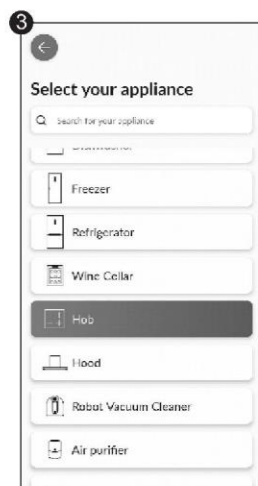 3
Select your appliance
Search for your appliance
Dishwasher
Freezer
Refrigerator
Wine Cellar
Hob
Hood
Robot Vacuum Cleaner
Air purifier